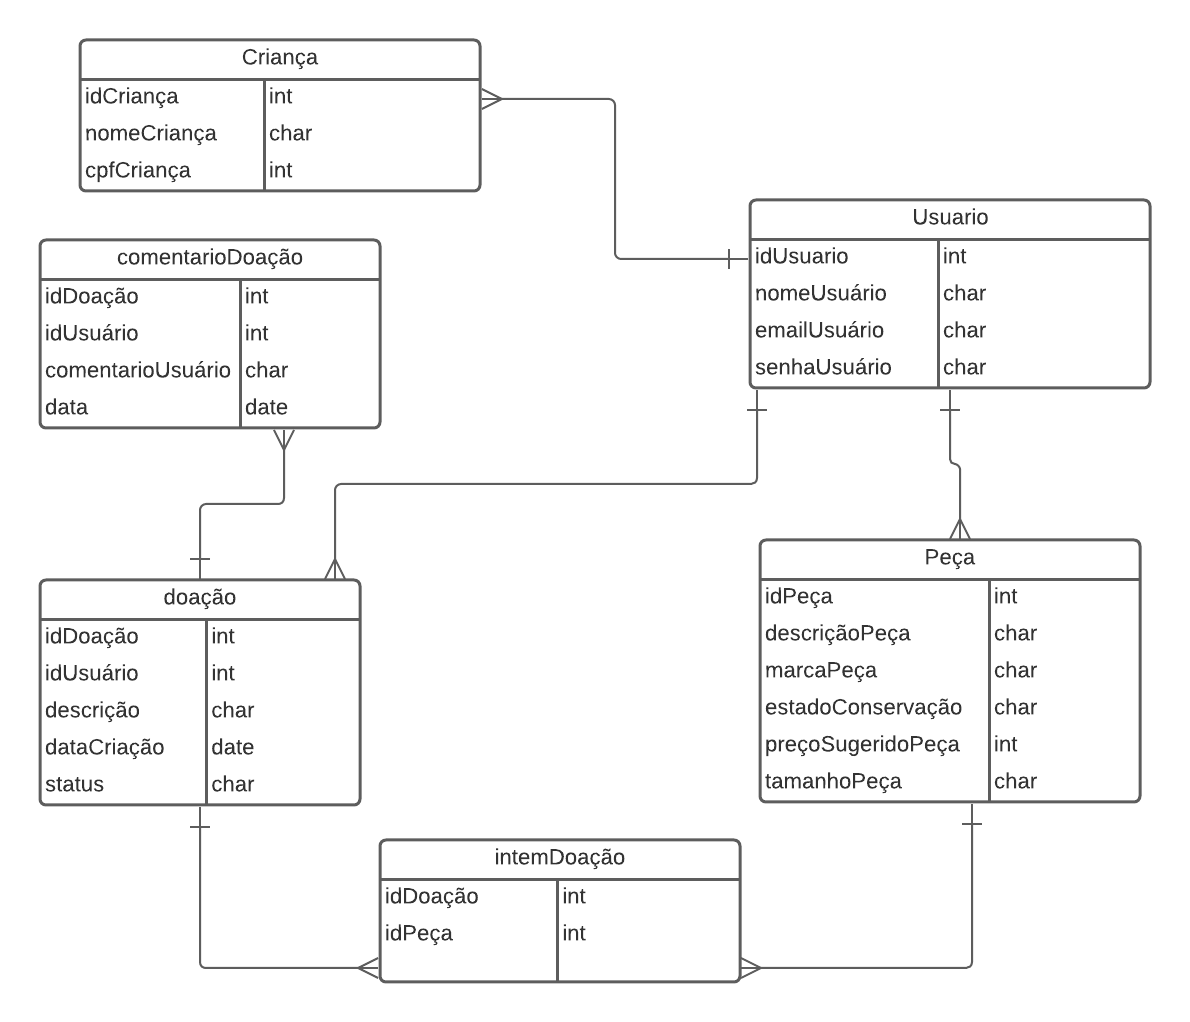 Criança
idCriança int
nomeCriança char
cpfCriança int
Usuario
idUsuario int
nomeUsuário char
emailUsuário char
senhaUsuário char
comentarioDoação
idDoação int
idUsuário int
comentarioUsuário char
data date
doação
idDoação int
idUsuário int
descrição char
dataCriação date
status char
Peça
idPeça int
descriçãoPeça char
marcaPeça char
estadoConservação char
preçoSugeridoPeça int
tamanhoPeça char
intemDoação
idDoação int
idPeça int